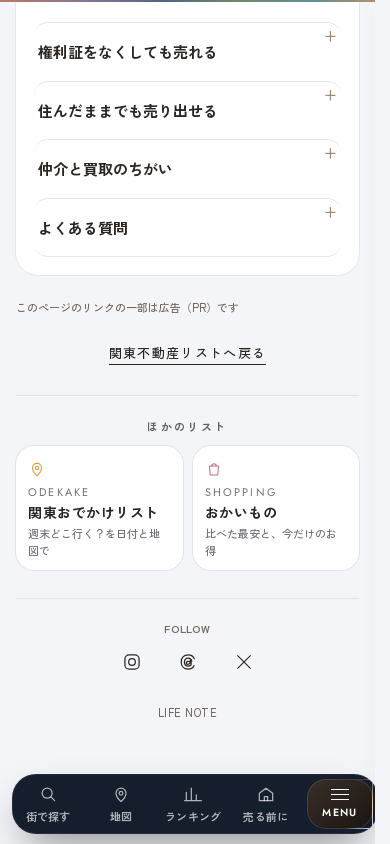 権利証をなくしても売れる
住んだままでも売り出せる
仲介と買取のちがい
よくある質問
このページのリンクの一部は広告（PR）です
関東不動産リストへ戻る
ほかのリスト
ODEKAKE
関東おでかけリスト
週末どこ行く？を日付と地
図で
SHOPPING
おかいもの
比べた最安と、今だけのお
得
FOLLOW
LIFE NOTE
街で探す
地図
ランキング
売る前に
MENU